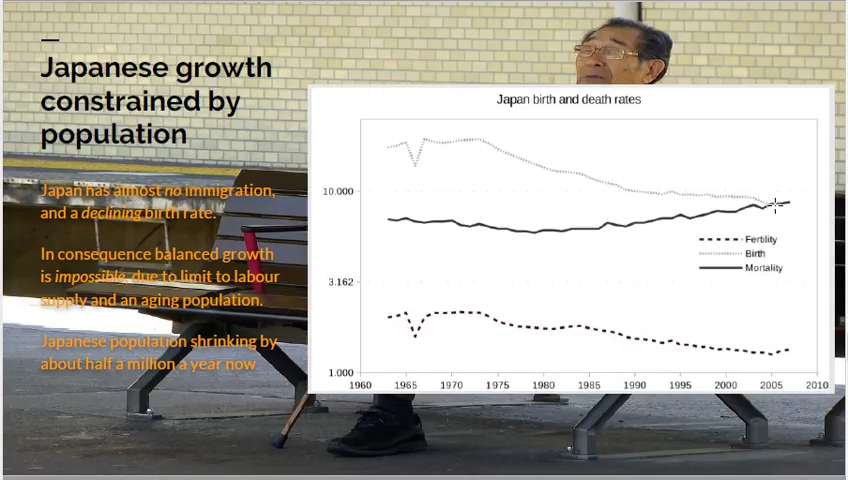 Japanese growth
constrained by
population
Japan has almost no immigration,
and a declining birth rate.
In consequence balanced growth
is impossible, due to limit to labour
supply and an aging population.
Japanese population shrinking by
about half a million a year now
Japan birth and death rates
10.000
3.162
1.000
Fertility
Birth
Mortality
1960 1965 1970 1975 1980 1985 1990 1995 2000 2005 2010